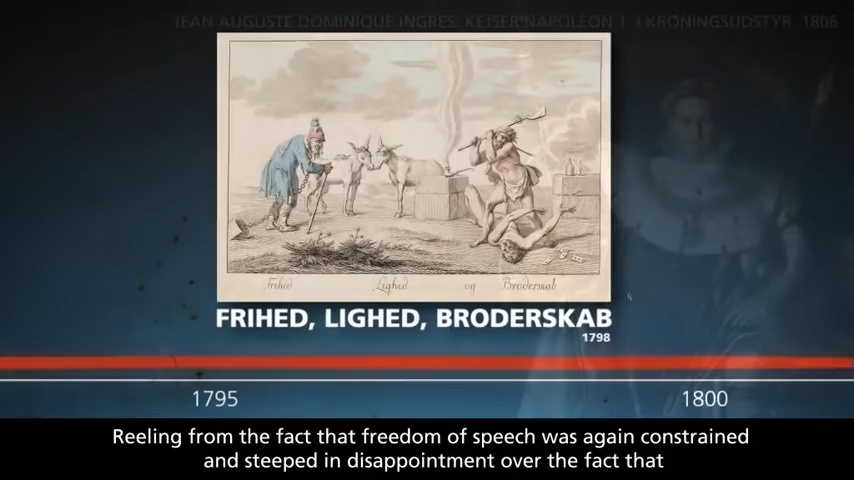 JEAN AUGUSTE DOMINIQUE INGRES, KEISER NAPOLEON I. I KRONINGSUDSTYR 1806
Frihed Lighed og Broderskab
FRIHED, LIGHED, BRODERSKAB
1798
1795 1800
Reeling from the fact that freedom of speech was again constrained
and steeped in disappointment over the fact that